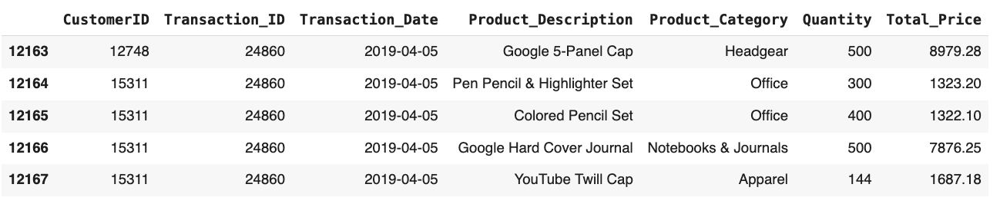 CustomerID Transaction_ID Transaction_Date Product_Description Product_Category Quantity Total_Price
12163 12748 24860 2019-04-05 Google 5-Panel Cap Headgear 500 8979.28
12164 15311 24860 2019-04-05 Pen Pencil & Highlighter Set Office 300 1323.20
12165 15311 24860 2019-04-05 Colored Pencil Set Office 400 1322.10
12166 15311 24860 2019-04-05 Google Hard Cover Journal Notebooks & Journals 500 7876.25
12167 15311 24860 2019-04-05 YouTube Twill Cap Apparel 144 1687.18